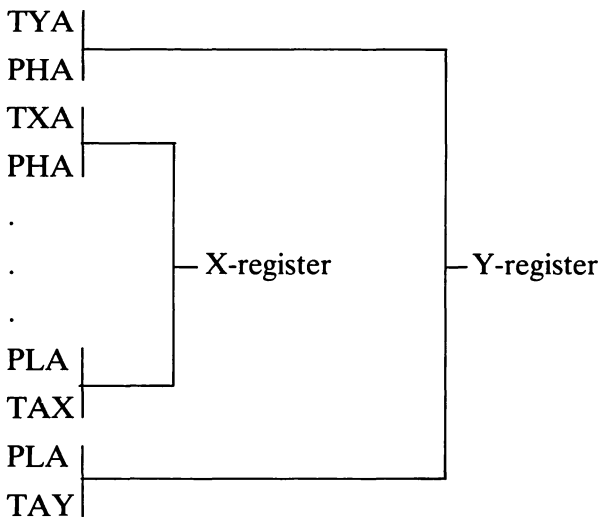 TYA
PHA
TXA
PHA
.
.
X-register Y-register
.
PLA
TAX
PLA
TAY